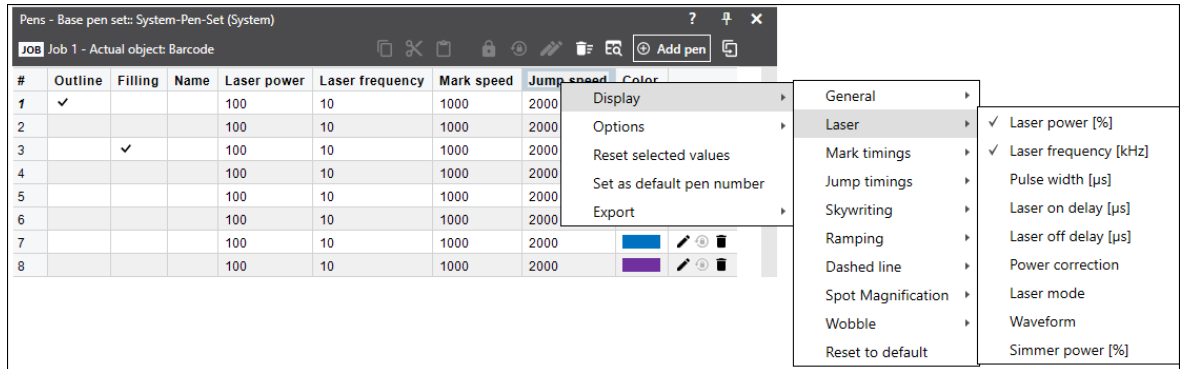 Pens - Base pen set:: System-Pen-Set (System) ?
JOB Job 1 - Actual object: Barcode Add pen
# Outline Filling Name Laser power Laser frequency Mark speed Jump speed Color
1 100 10 1000 2000
2 100 10 1000 2000
3 100 10 1000 2000
4 100 10 1000 2000
5 100 10 1000 2000
6 100 10 1000 2000
7 100 10 1000 2000
8 100 10 1000 2000
Display
Options
Reset selected values
Set as default pen number
Export
General
Laser
Mark timings
Jump timings
Skywriting
Ramping
Dashed line
Spot Magnification
Wobble
Reset to default
Laser power [%]
Laser frequency [kHz]
Pulse width [µs]
Laser on delay [µs]
Laser off delay [µs]
Power correction
Laser mode
Waveform
Simmer power [%]